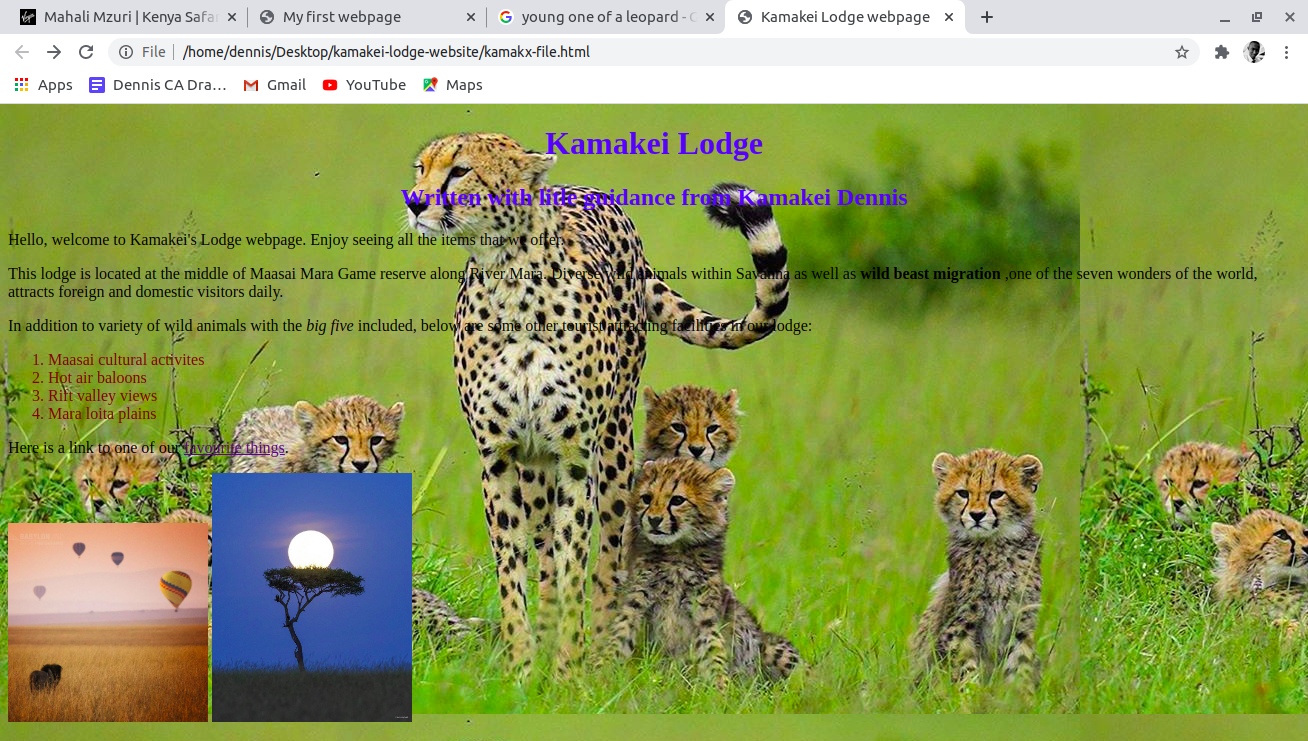 Mahali Mzuri | Kenya Safar
My first webpage
young one of a leopard - G
Kamakei Lodge webpage
File
/home/dennis/Desktop/kamakei-lodge-website/kamakx-file.html
Apps
Dennis CA Dra…
Gmail
YouTube
Maps
Kamakei Lodge
Written with litle guidance from Kamakei Dennis
Hello, welcome to Kamakei's Lodge webpage. Enjoy seeing all the items that we offer.
This lodge is located at the middle of Maasai Mara Game reserve along River Mara. Diverse wild animals within Savanna as well as wild beast migration ,one of the seven wonders of the world,
attracts foreign and domestic visitors daily.
In addition to variety of wild animals with the big five included, below are some other tourist attracting facilities in our lodge:
1. Maasai cultural activites
2. Hot air baloons
3. Rift valley views
4. Mara loita plains
Here is a link to one of our favourite things.